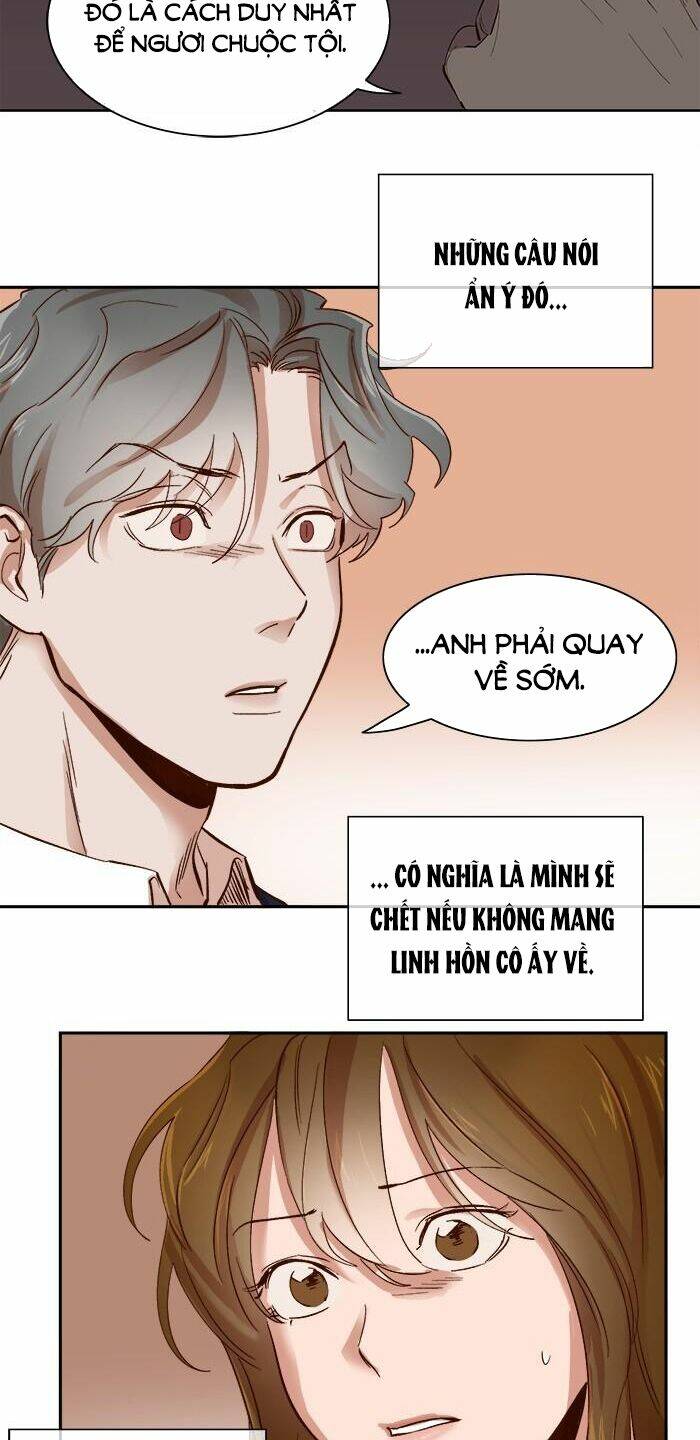 ĐÓ LÀ CÁCH DUY NHẤT
ĐỂ NGƯƠI CHUỘC TỘI.
NHỮNG CÂU NÓI
ẨN Ý ĐÓ...
...ANH PHẢI QUAY
VỀ SỚM.
... CÓ NGHĨA LÀ MÌNH SẼ
CHẾT NẾU KHÔNG MANG
LINH HỒN CÔ ẤY VỀ.